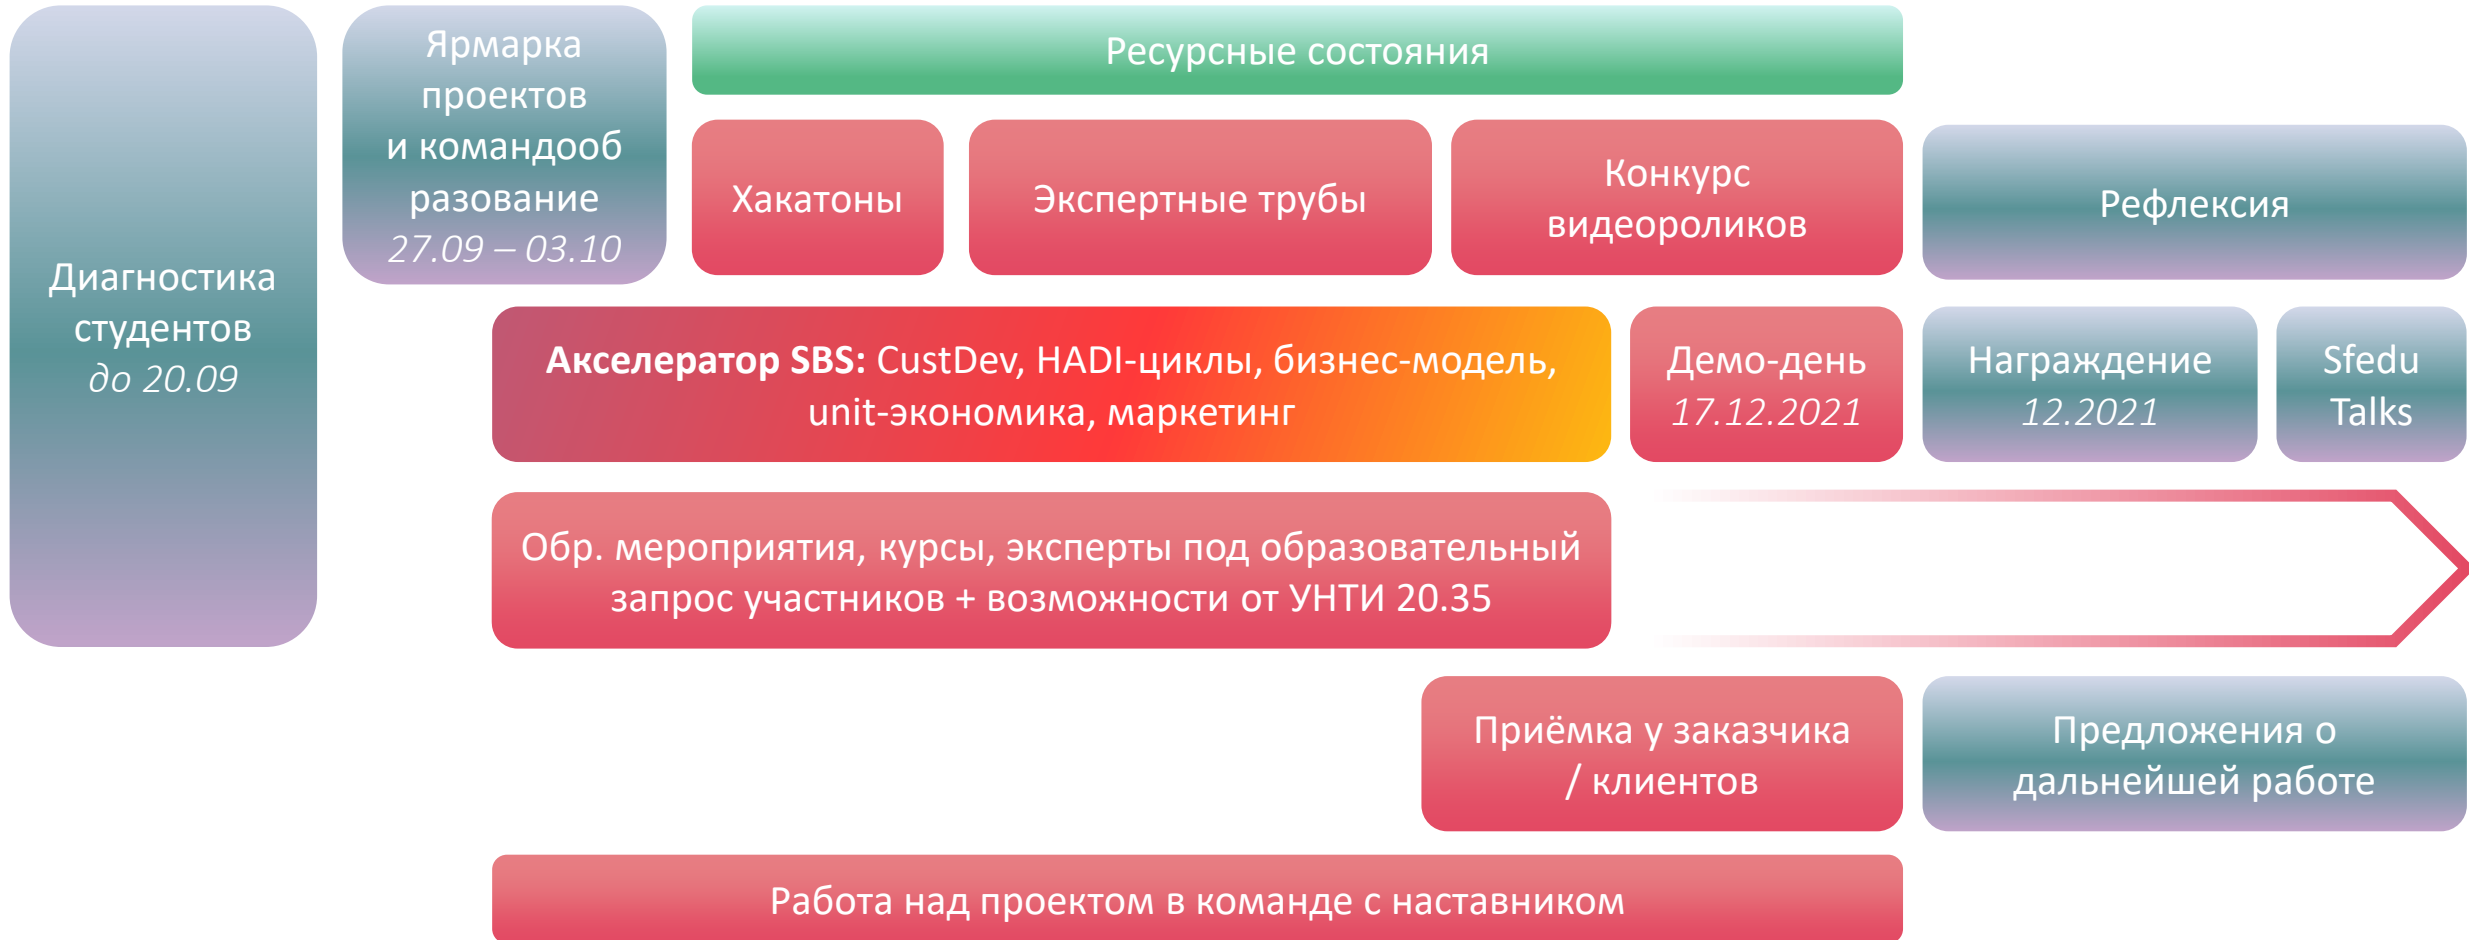 Диагностика
студентов
до 20.09
Ярмарка
проектов
и командооб
разование
27.09 – 03.10
Ресурсные состояния
Хакатоны
Экспертные трубы
Конкурс
видеороликов
Рефлексия
Акселератор SBS: CustDev, HADI-циклы, бизнес-модель,
unit-экономика, маркетинг
Демо-день
17.12.2021
Награждение
12.2021
Sfedu
Talks
Обр. мероприятия, курсы, эксперты под образовательный
запрос участников + возможности от УНТИ 20.35
Приёмка у заказчика
/ клиентов
Предложения о
дальнейшей работе
Работа над проектом в команде с наставником